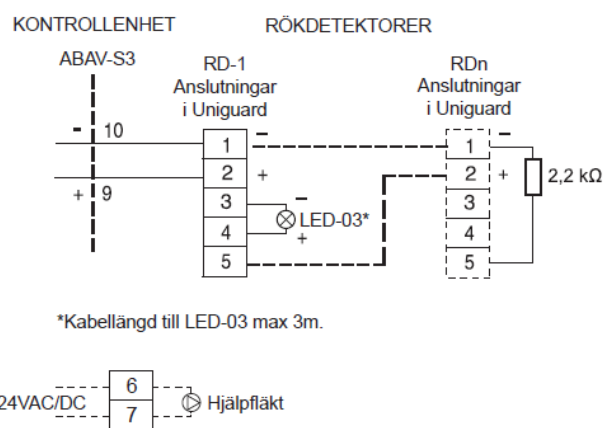 KONTROLLENHET RÖKDETEKTORER
ABAV-S3
RD-1
Anslutningar
i Uniguard
RDn
Anslutningar
i Uniguard
- 10
+ 9
1 -
2 +
3 -
4 +
5
LED-03*
1 -
2 +
3
4
5
2,2 kΩ
*Kabellängd till LED-03 max 3m.
24VAC/DC
6
7
Hjälpfläkt